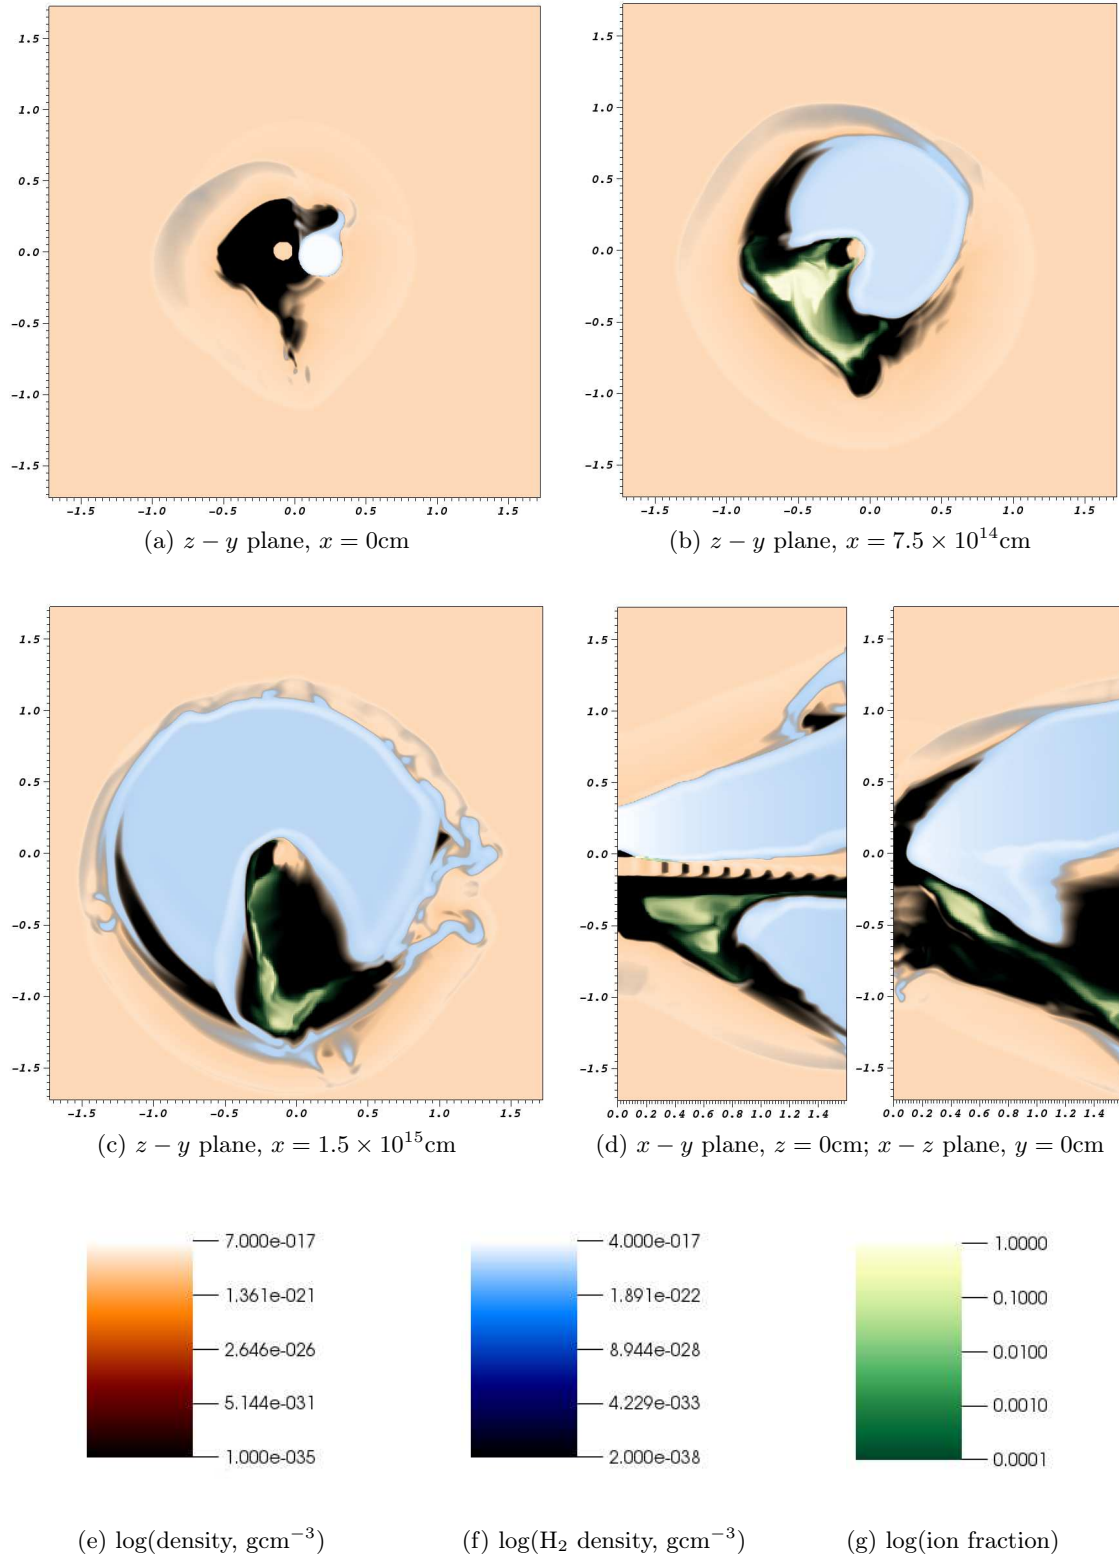 1.5
1.0
0.5
0.0
-0.5
-1.0
-1.5
-1.5 -1.0 -0.5 0.0 0.5 1.0 1.5
(a) z − y plane, x = 0cm
1.5
1.0
0.5
0.0
-0.5
-1.0
-1.5
-1.5 -1.0 -0.5 0.0 0.5 1.0 1.5
(b) z − y plane, x = 7.5 × 10¹⁴cm
1.5
1.0
0.5
0.0
-0.5
-1.0
-1.5
-1.5 -1.0 -0.5 0.0 0.5 1.0 1.5
(c) z − y plane, x = 1.5 × 10¹⁵cm
1.5
1.0
0.5
0.0
-0.5
-1.0
-1.5
0.0 0.2 0.4 0.6 0.8 1.0 1.2 1.4
1.5
1.0
0.5
0.0
-0.5
-1.0
-1.5
0.0 0.2 0.4 0.6 0.8 1.0 1.2 1.4
(d) x − y plane, z = 0cm; x − z plane, y = 0cm
7.000e-017
1.361e-021
2.646e-026
5.144e-031
1.000e-035
(e) log(density, gcm⁻³)
4.000e-017
1.891e-022
8.944e-028
4.229e-033
2.000e-038
(f) log(H₂ density, gcm⁻³)
1.0000
0.1000
0.0100
0.0010
0.0001
(g) log(ion fraction)